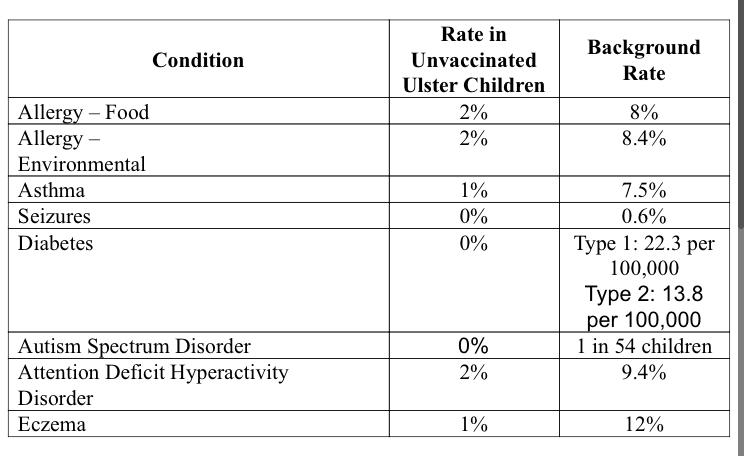 Condition
Rate in
Unvaccinated
Ulster Children
Background
Rate
Allergy – Food
2%
8%
Allergy –
Environmental
2%
8.4%
Asthma
1%
7.5%
Seizures
0%
0.6%
Diabetes
0%
Type 1: 22.3 per
100,000
Type 2: 13.8
per 100,000
Autism Spectrum Disorder
0%
1 in 54 children
Attention Deficit Hyperactivity
Disorder
2%
9.4%
Eczema
1%
12%